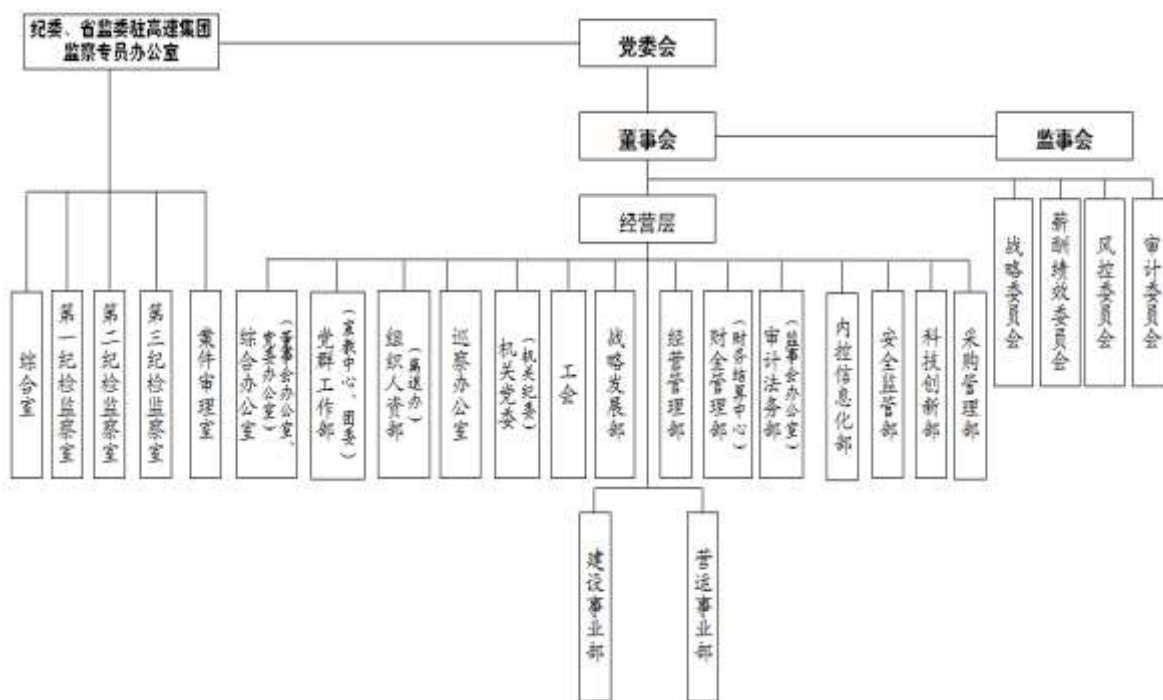 纪委、省监委驻高速集团
监察专员办公室
党委会
董事会
监事会
经营层
战略委员会
薪酬绩效委员会
风控委员会
审计委员会
综合室
第一纪检监察室
第二纪检监察室
第三纪检监察室
案件审理室
综合办公室
（董事会办公室、
党委办公室）
党群工作部
（宣教中心、团委）
组织人资部
（离退办）
巡察办公室
机关党委
（机关纪委）
工会
战略发展部
经营管理部
财金管理部
（财务结算中心）
审计法务部
（监事会办公室）
内控信息化部
安全监管部
科技创新部
采购管理部
建设事业部
营运事业部